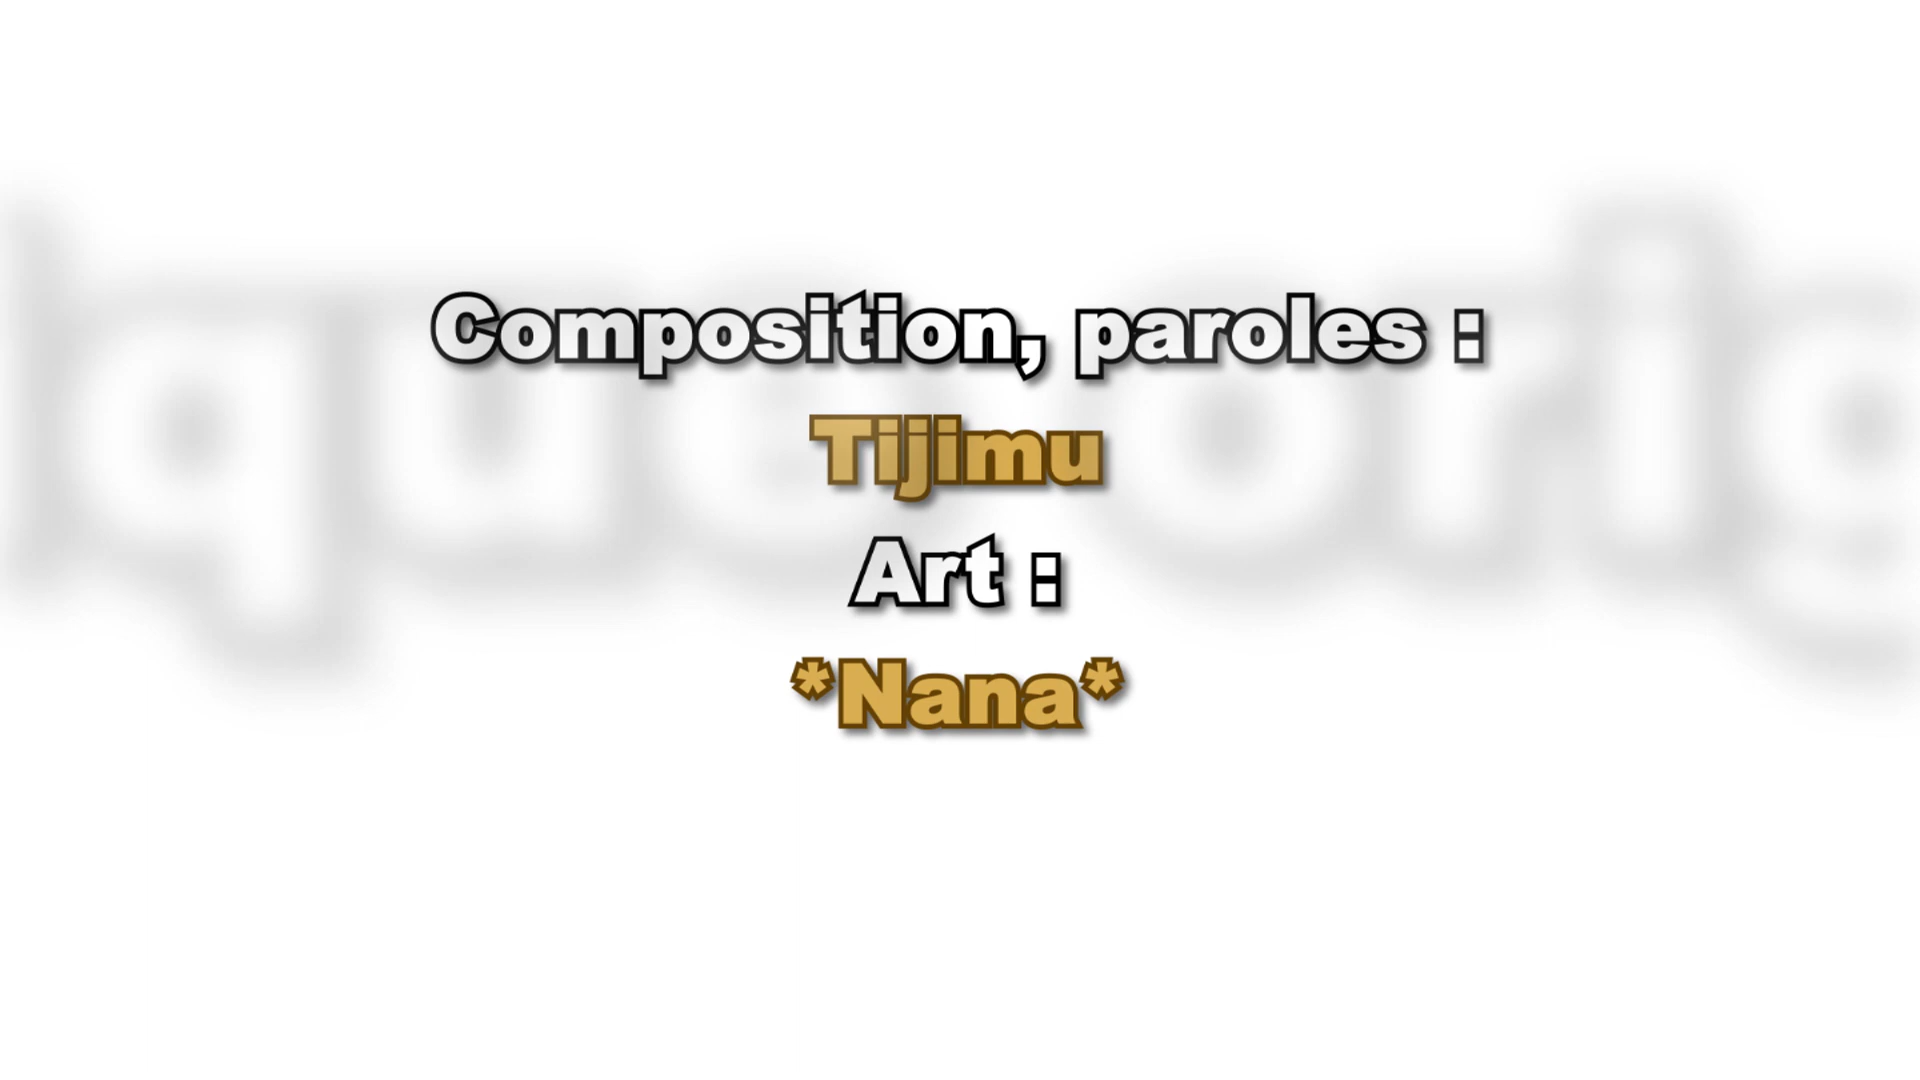 Composition, paroles :
Tijimu
Art :
*Nana*